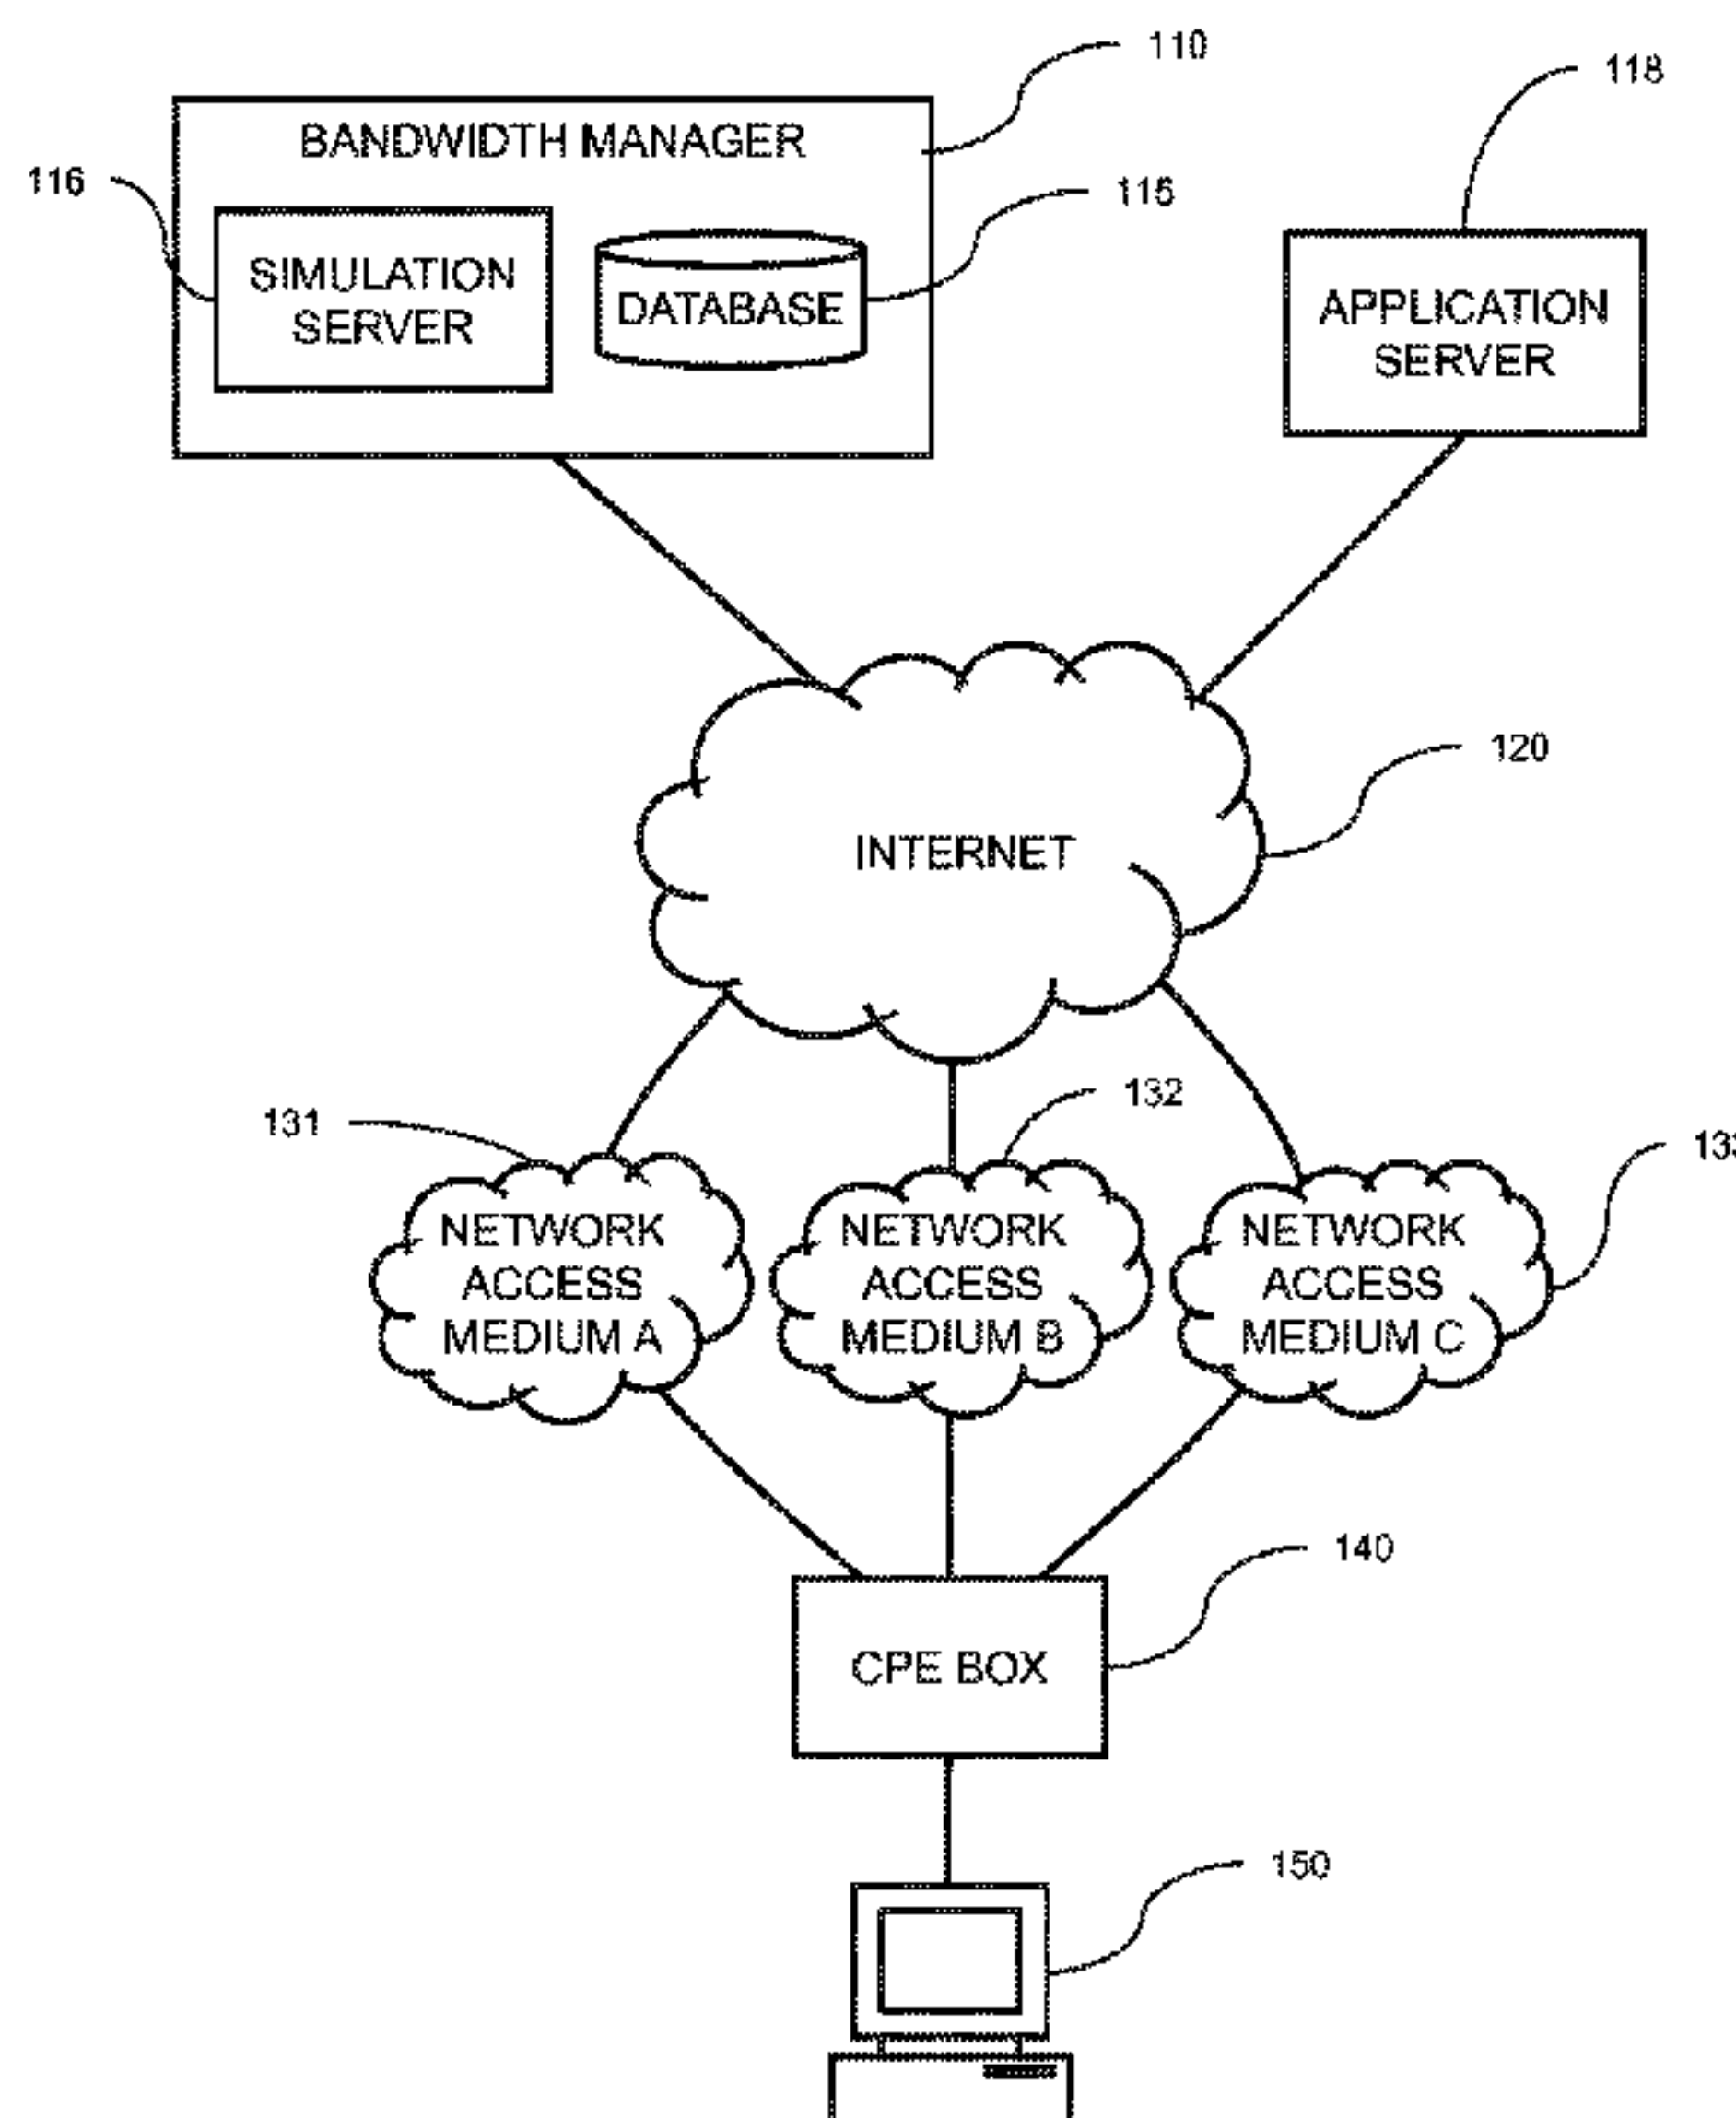 110
118
BANDWIDTH MANAGER
116
115
SIMULATION
SERVER
DATABASE
APPLICATION
SERVER
120
INTERNET
131
132
NETWORK
ACCESS
MEDIUM A
NETWORK
ACCESS
MEDIUM B
NETWORK
ACCESS
MEDIUM C
140
CPE BOX
150